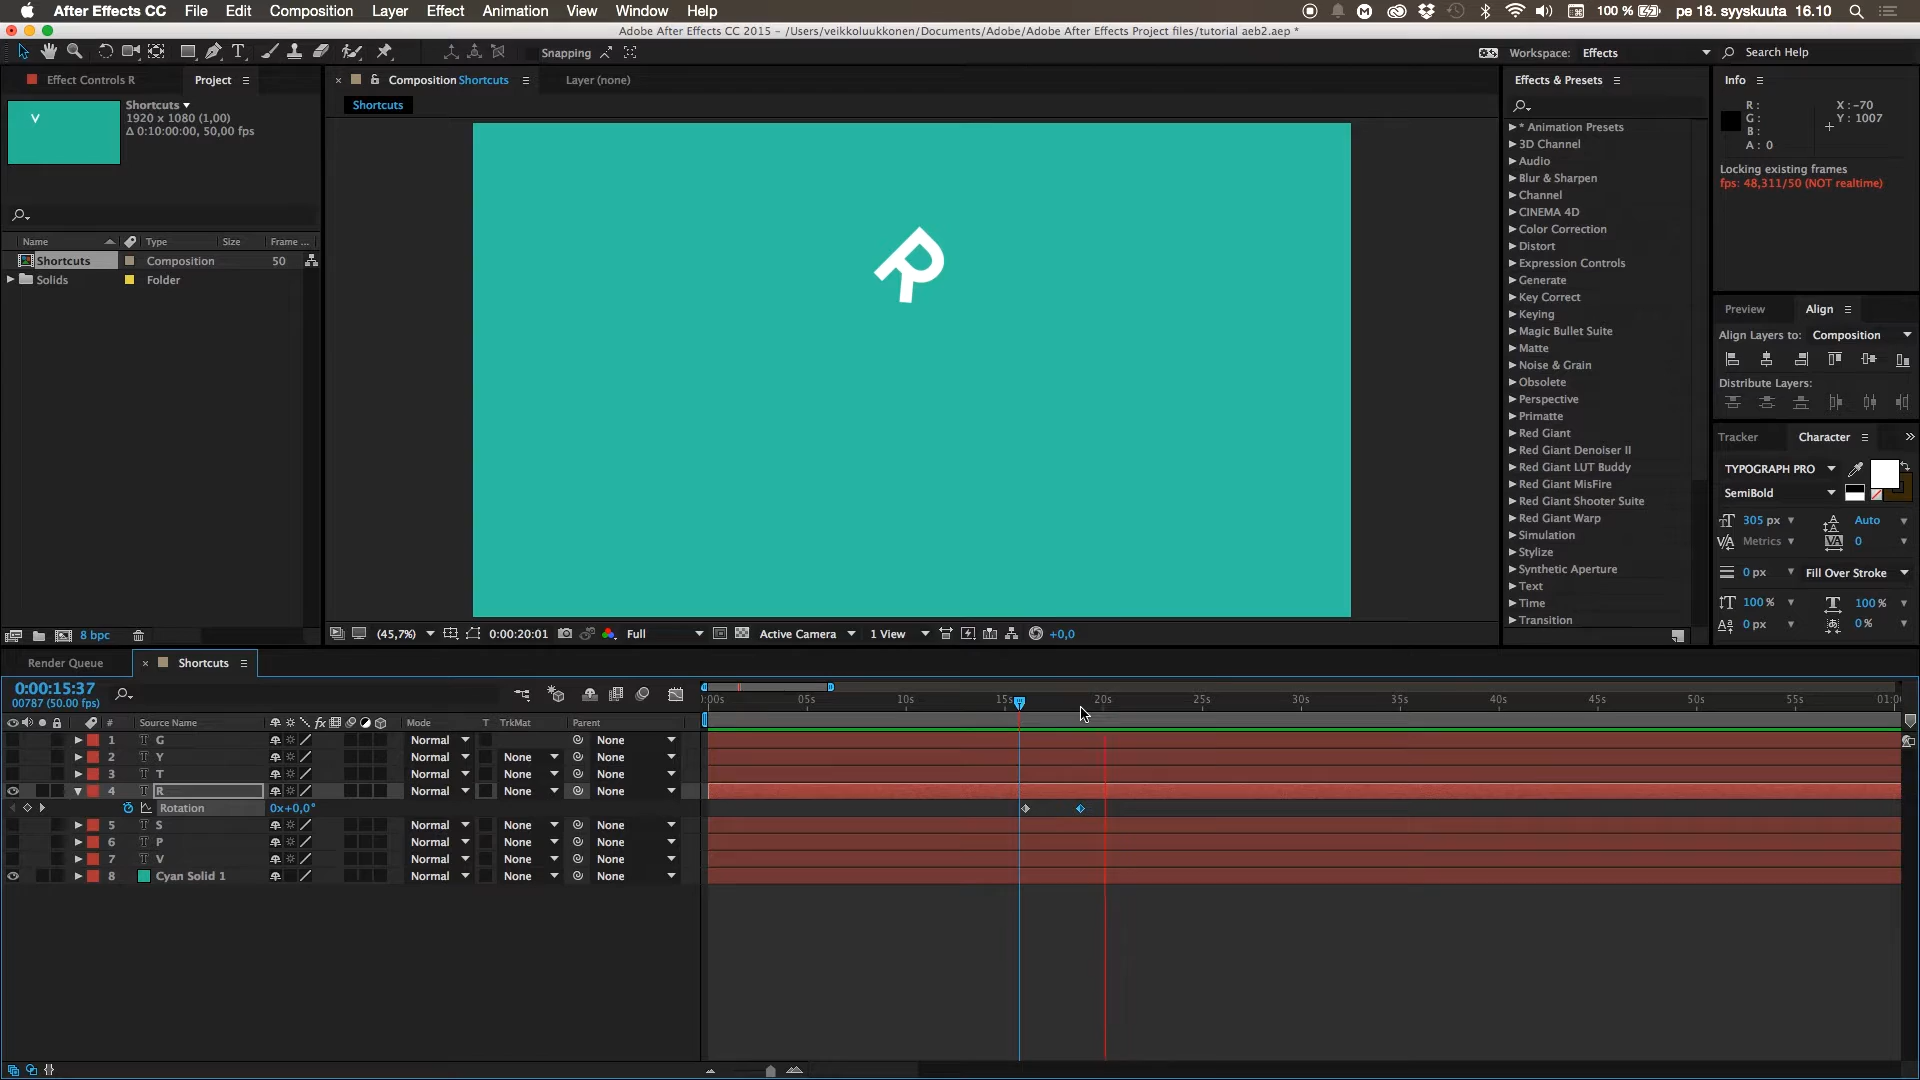 After Effects CC File Edit Composition Layer Effect Animation View Window Help 100 % pe 18. syyskuuta 16.10
Adobe After Effects CC 2015 - /Users/veikkoluukkonen/Documents/Adobe/Adobe After Effects Project files/tutorial aeb2.aep *
Snapping Workspace: Effects Search Help
Effect Controls R Project
Composition Shortcuts Layer (none)
Effects & Presets Info
Shortcuts
1920 x 1080 (1,00)
Δ 0:10:00:00, 50,00 fps
V
Shortcuts
R :
G :
B :
A : 0
X : -70
Y : 1007
Locking existing frames
fps: 48,311/50 (NOT realtime)
Name Type Size Frame ...
Shortcuts Composition 50
Solids Folder
8 bpc
R
* Animation Presets
3D Channel
Audio
Blur & Sharpen
Channel
CINEMA 4D
Color Correction
Distort
Expression Controls
Generate
Key Correct
Keying
Magic Bullet Suite
Matte
Noise & Grain
Obsolete
Perspective
Primatte
Red Giant
Red Giant Denoiser II
Red Giant LUT Buddy
Red Giant MisFire
Red Giant Shooter Suite
Red Giant Warp
Simulation
Stylize
Synthetic Aperture
Text
Time
Transition
Preview Align
Align Layers to: Composition
Distribute Layers:
Tracker Character
TYPOGRAPH PRO
SemiBold
305 px Auto
Metrics 0
0 px Fill Over Stroke
100 % 100 %
0 px 0 %
(45,7%) 0:00:20:01 Full Active Camera 1 View +0,0
Render Queue Shortcuts
0:00:15:37
00787 (50.00 fps)
:00s 05s 10s 15s 20s 25s 30s 35s 40s 45s 50s 55s 01:0
# Source Name fx Mode T TrkMat Parent
1 T G Normal None
2 T Y Normal None None
3 T T Normal None None
4 T R Normal None None
Rotation 0x+0,0°
5 T S Normal None None
6 T P Normal None None
7 T V Normal None None
8 Cyan Solid 1 Normal None None